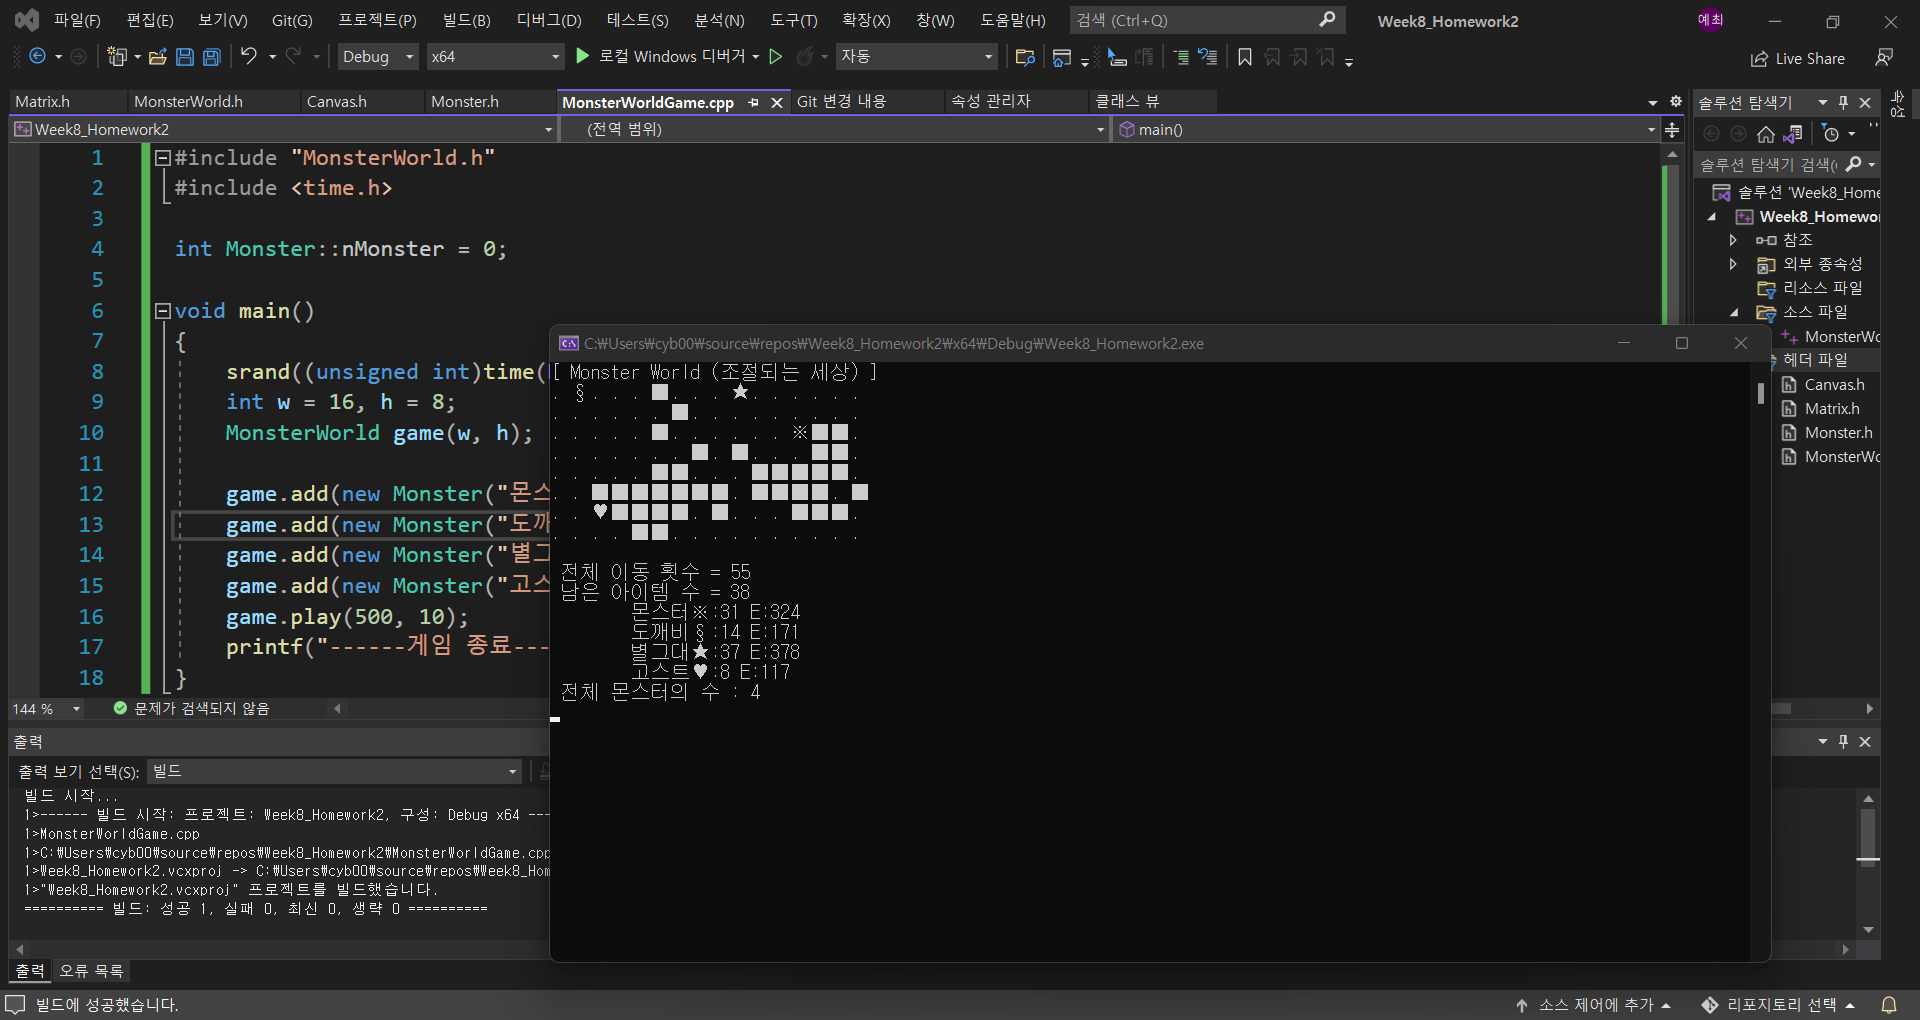 파일(F) 편집(E) 보기(V) Git(G) 프로젝트(P) 빌드(B) 디버그(D) 테스트(S) 분석(N) 도구(T) 확장(X) 창(W) 도움말(H) 검색 (Ctrl+Q) Week8_Homework2 예최
Debug x64 로컬 Windows 디버거 자동 Live Share
Matrix.h MonsterWorld.h Canvas.h Monster.h MonsterWorldGame.cpp Git 변경 내용 속성 관리자 클래스 뷰
Week8_Homework2 (전역 범위) main()
1 #include "MonsterWorld.h"
2 #include <time.h>
3
4 int Monster::nMonster = 0;
5
6 void main()
7 {
8 srand((unsigned int)time(
9 int w = 16, h = 8;
10 MonsterWorld game(w, h);
11
12 game.add(new Monster("몬스
13 game.add(new Monster("도깨
14 game.add(new Monster("별그
15 game.add(new Monster("고스
16 game.play(500, 10);
17 printf("------게임 종료---
18 }
144 % 문제가 검색되지 않음
C:\Users\cyb00\source\repos\Week8_Homework2\x64\Debug\Week8_Homework2.exe
[ Monster World (조절되는 세상) ]
. § . . . ■ . . . ★ . . . . . .
. . . . . . ■ . . . . . . . . .
. . . . . ■ . . . . . . ※ ■ ■ .
. . . . . . . ■ . ■ . . . ■ ■ .
. . . . . ■ ■ . . . ■ ■ ■ ■ ■ .
. . ■ ■ ■ ■ ■ ■ ■ . ■ ■ ■ ■ . ■
. . ♥ ■ ■ ■ ■ . ■ . . . ■ ■ ■ .
. . . . ■ ■ . . . . . . . . . .
전체 이동 횟수 = 55
남은 아이템 수 = 38
몬스터※:31 E:324
도깨비§:14 E:171
별그대★:37 E:378
고스트♥:8 E:117
전체 몬스터의 수 : 4
출력
출력 보기 선택(S): 빌드
빌드 시작...
1>------ 빌드 시작: 프로젝트: Week8_Homework2, 구성: Debug x64 ---
1>MonsterWorldGame.cpp
1>C:\Users\cyb00\source\repos\Week8_Homework2\MonsterWorldGame.cpp
1>Week8_Homework2.vcxproj -> C:\Users\cyb00\source\repos\Week8_Hom
1>"Week8_Homework2.vcxproj" 프로젝트를 빌드했습니다.
========== 빌드: 성공 1, 실패 0, 최신 0, 생략 0 ==========
출력 오류 목록
빌드에 성공했습니다. 소스 제어에 추가 리포지토리 선택
솔루션 탐색기
솔루션 탐색기 검색(
솔루션 'Week8_Home
Week8_Homewor
참조
외부 종속성
리소스 파일
소스 파일
MonsterWo
헤더 파일
Canvas.h
Matrix.h
Monster.h
MonsterWo
속성